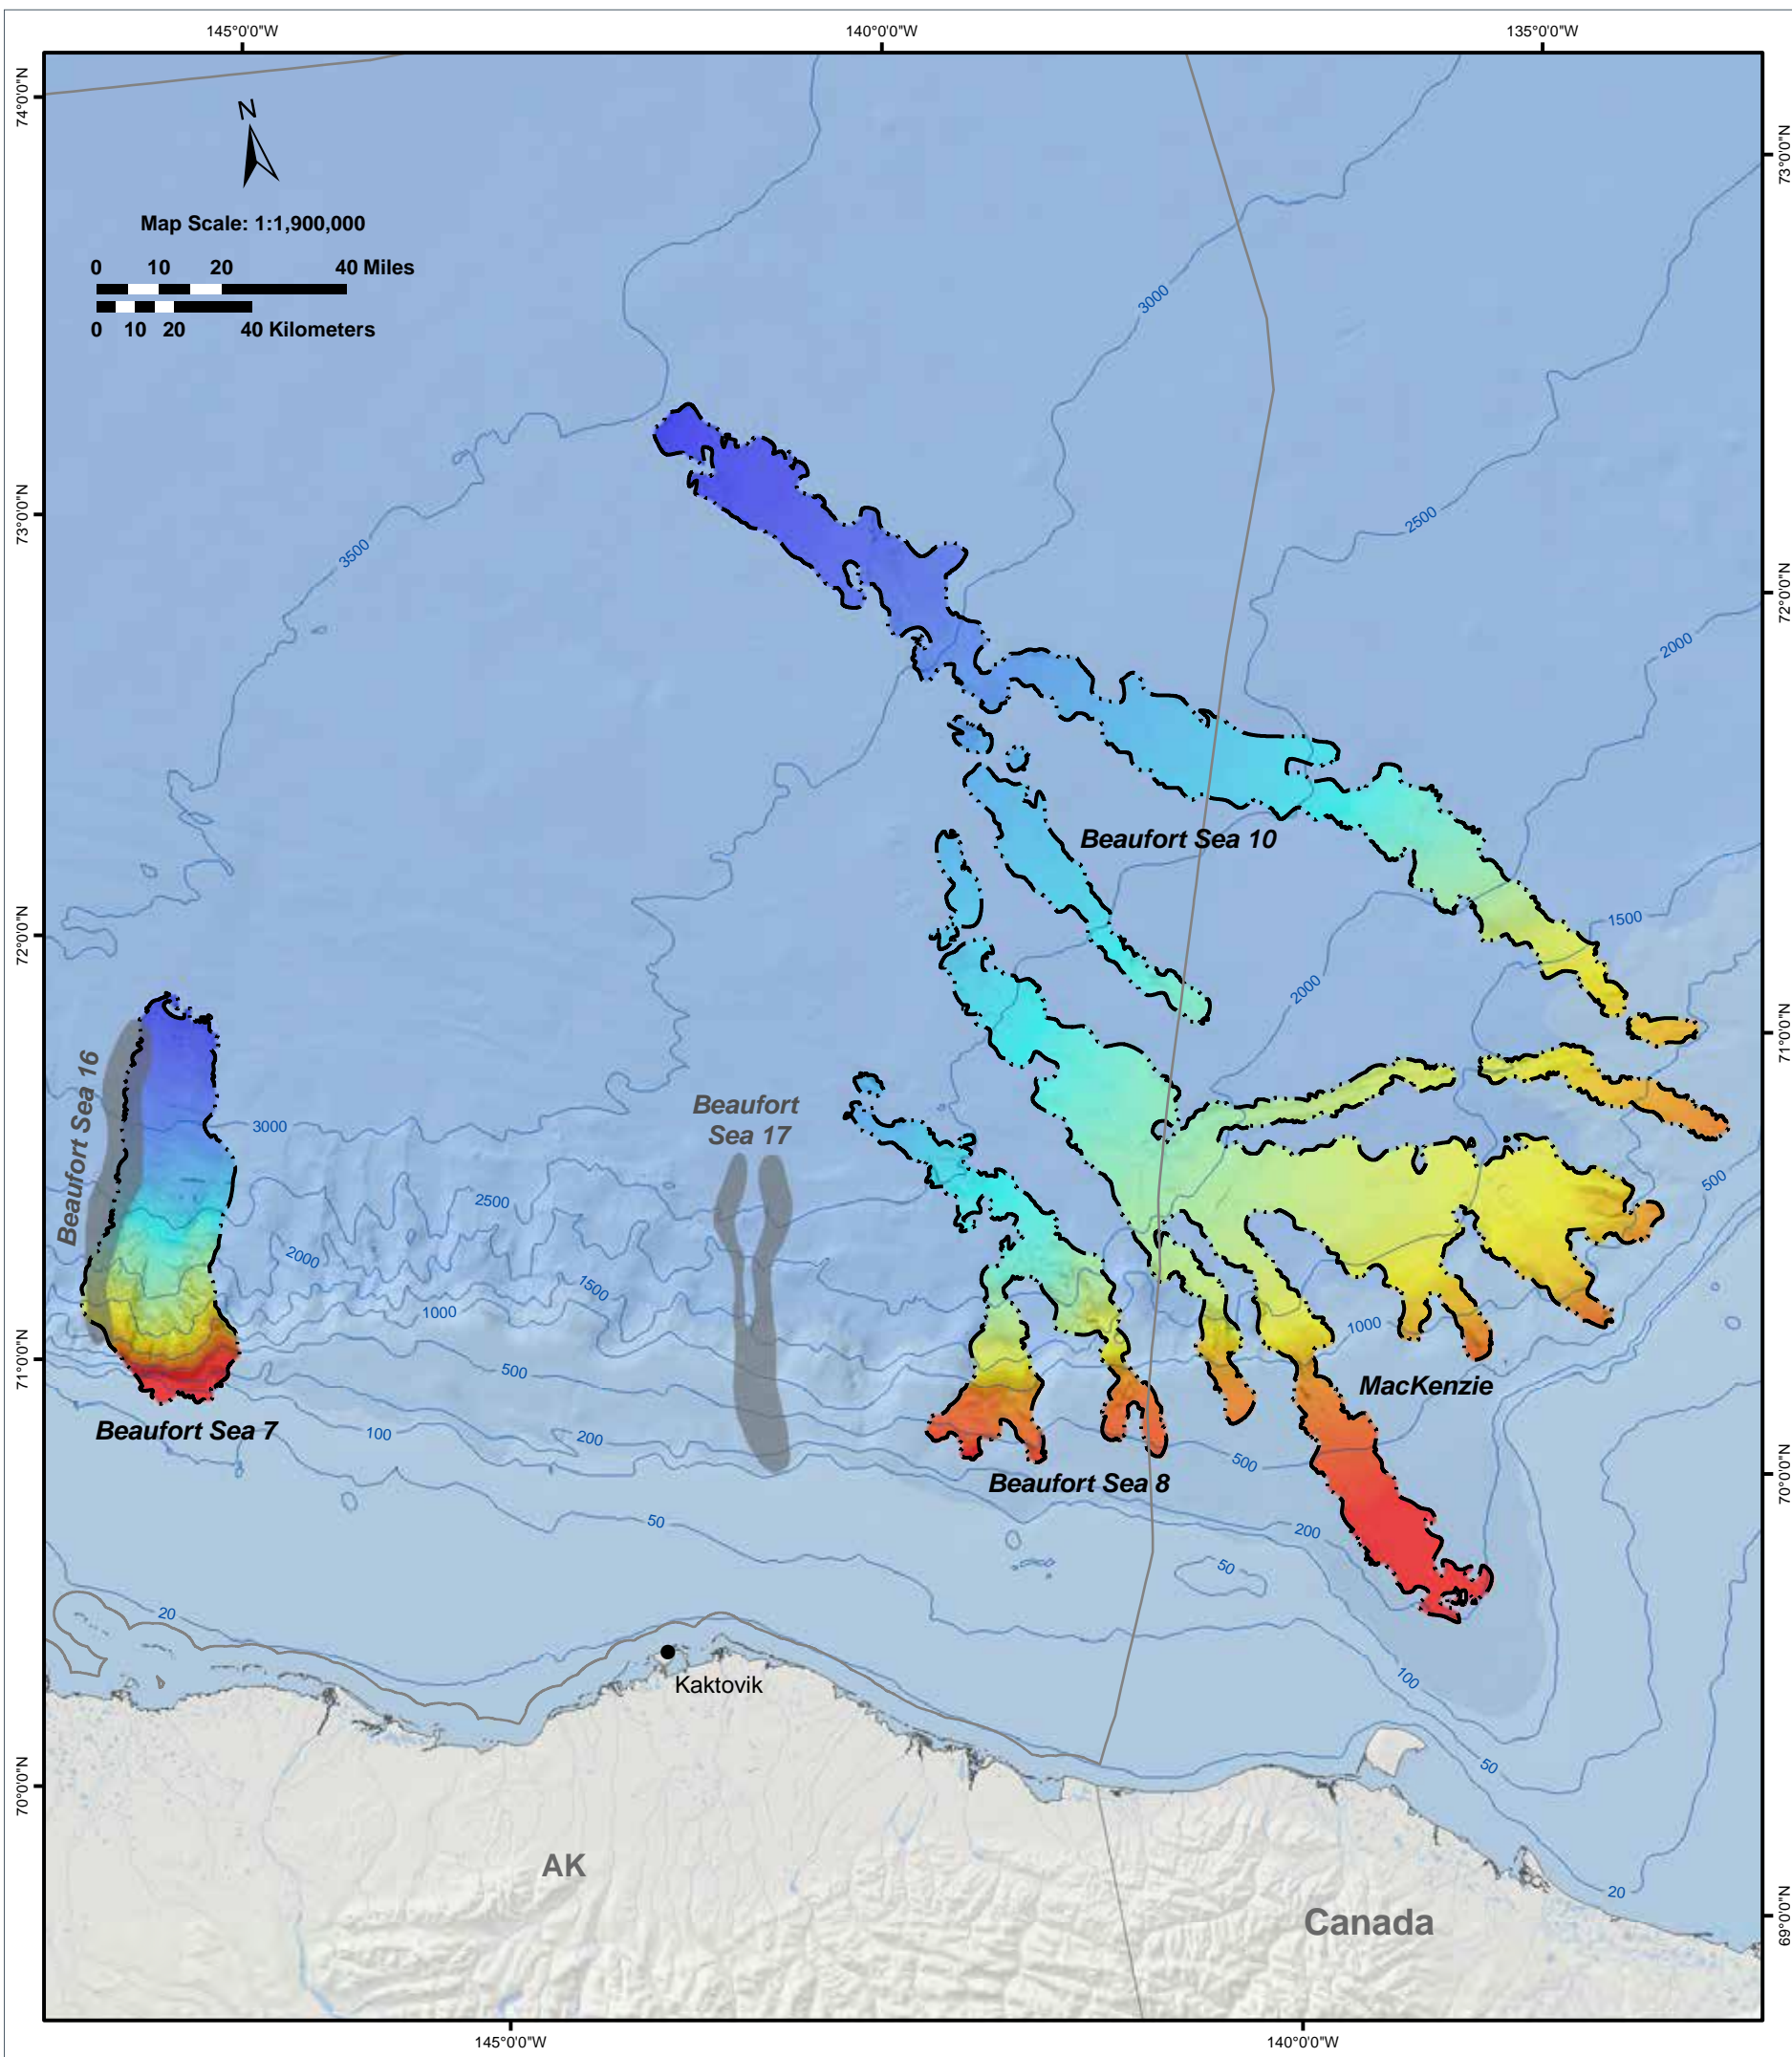 145°0'0"W
140°0'0"W
135°0'0"W
74°0'0"N
N
73°0'0"N
Map Scale: 1:1,900,000
0 10 20 40 Miles
0 10 20 40 Kilometers
3000
73°0'0"N
2500
3500
72°0'0"N
2000
Beaufort Sea 10
72°0'0"N
1500
2000
71°0'0"N
Beaufort Sea 16
Beaufort
Sea 17
3000
500
2500
2000
1500
1000
1000
71°0'0"N
500
MacKenzie
Beaufort Sea 7
100
200
500
70°0'0"N
Beaufort Sea 8
50
200
50
20
Kaktovik
100
70°0'0"N
50
AK
20
Canada
69°0'0"N
145°0'0"W
140°0'0"W